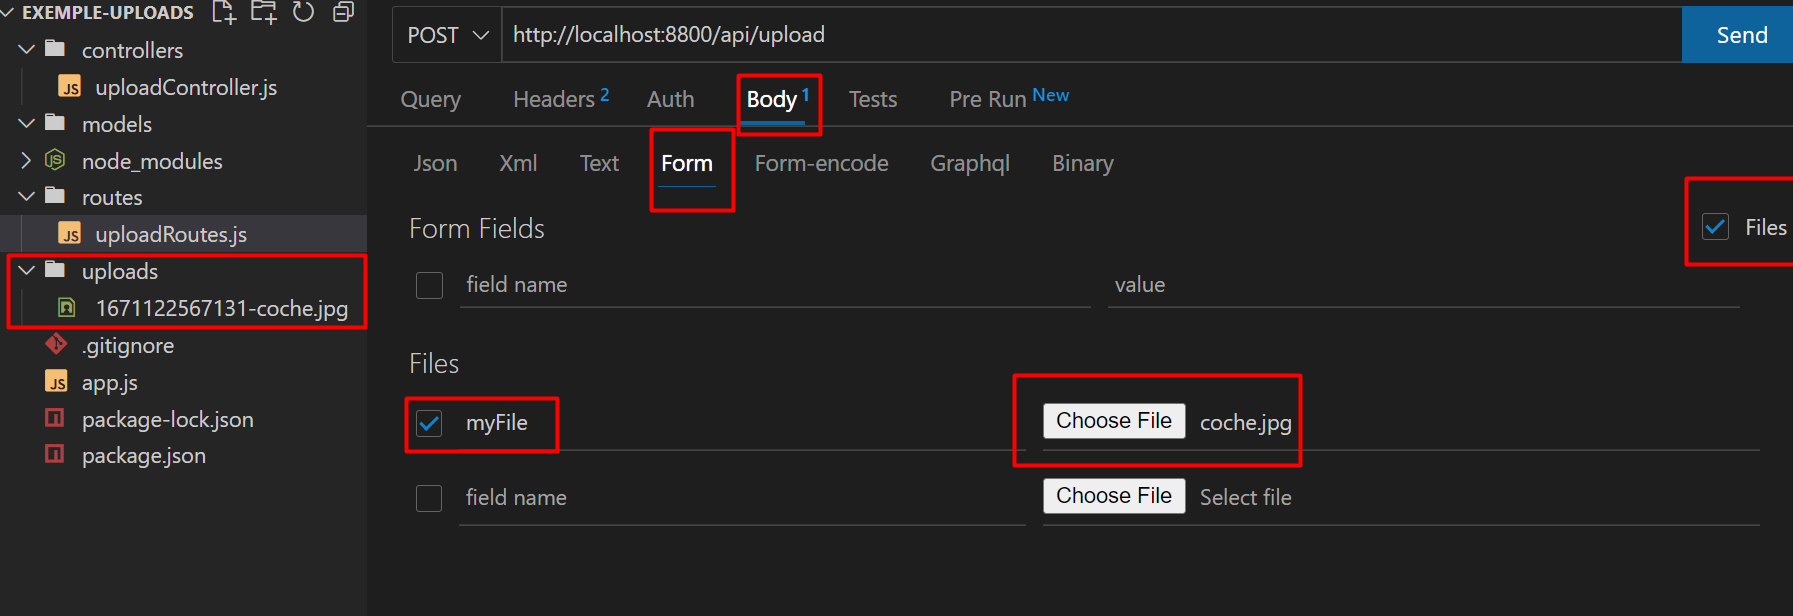 EXEMPLE-UPLOADS
controllers
JS uploadController.js
models
JS node_modules
routes
JS uploadRoutes.js
uploads
1671122567131-coche.jpg
.gitignore
JS app.js
package-lock.json
package.json
POST http://localhost:8800/api/upload Send
Query Headers 2 Auth Body 1 Tests Pre Run New
Json Xml Text Form Form-encode Graphql Binary
Form Fields Files
field name value
Files
myFile Choose File coche.jpg
field name Choose File Select file